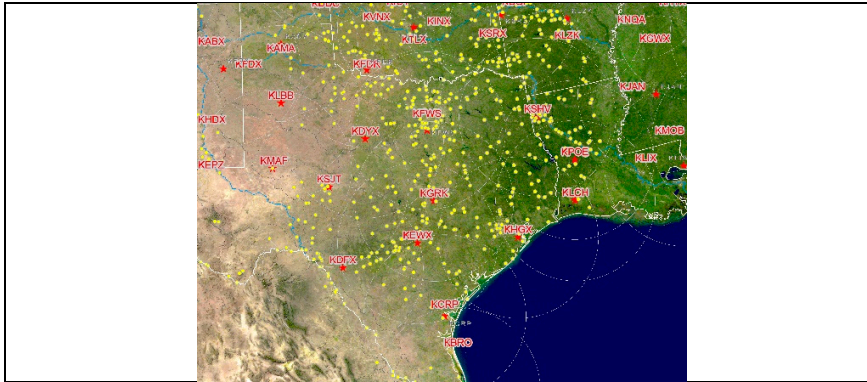 KVNX
KINX
KNQA
KTLX
KSRX
KLZK
KGWX
KABX
KAMA
KFDX
KFDR
KLBB
KJAN
KFWS
KSHV
KHDX
KDYX
KMOB
KEPZ
KMAF
KPOE
KLIX
KSJT
KGRK
KLCH
KEWX
KHGX
KDFX
KCRP
KBRO